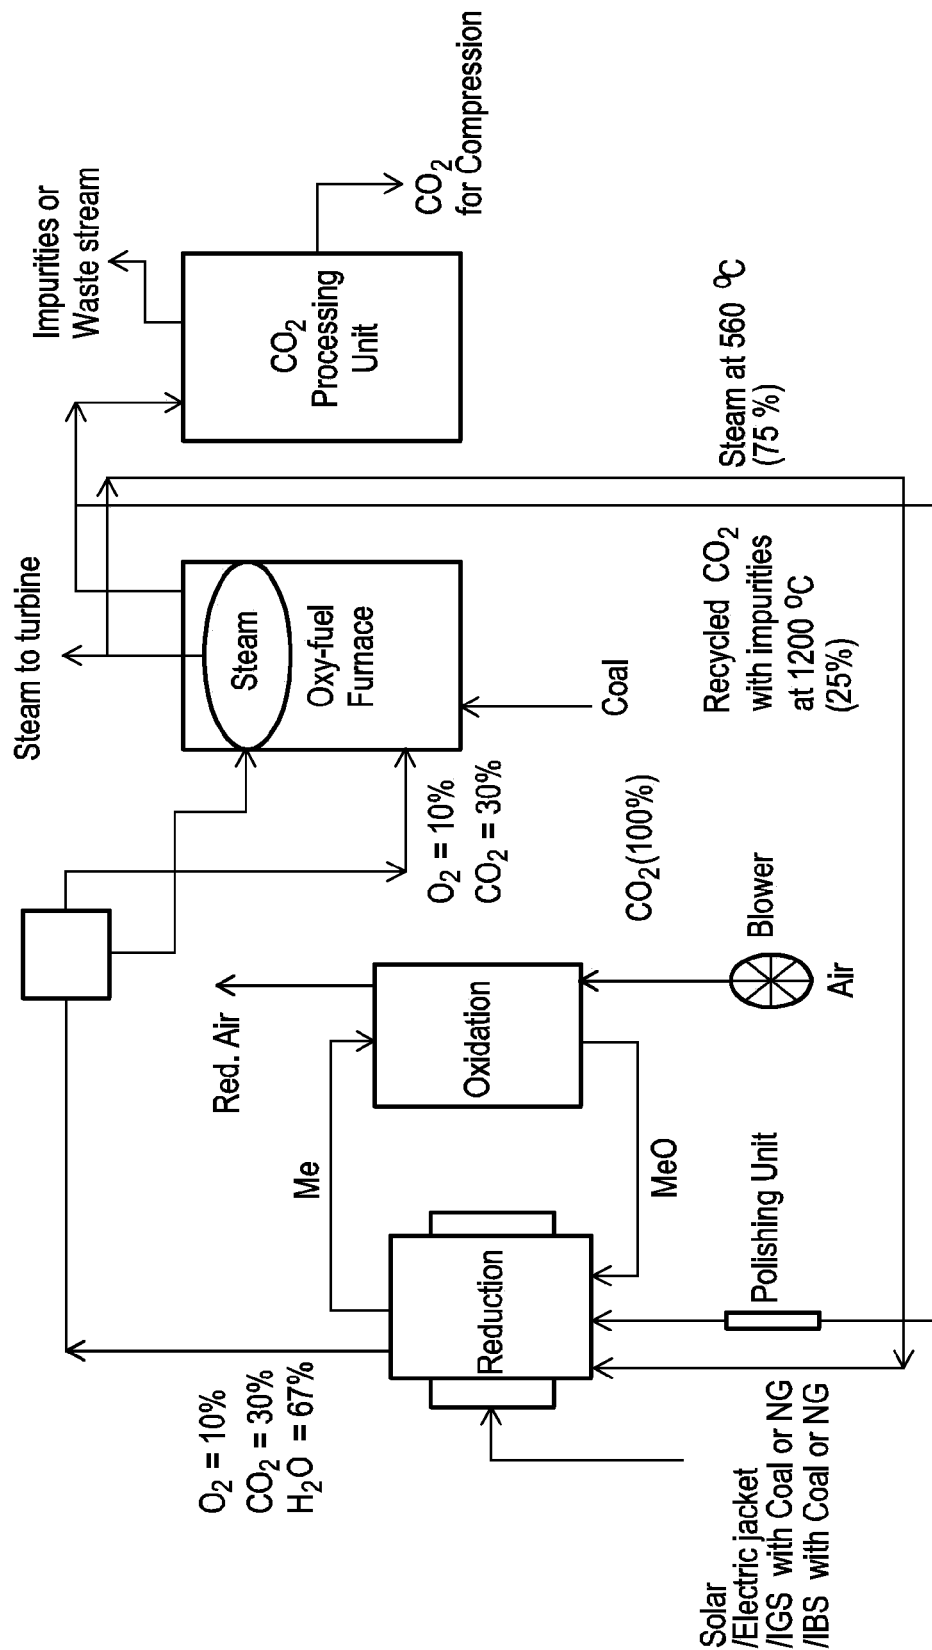 Steam to turbine
Impurities or
Waste stream
Red. Air
Me
O2 = 10%
CO2 = 30%
H2O = 67%
Reduction
Oxidation
MeO
Steam
Oxy-fuel
Furnace
CO2
Processing
Unit
CO2
for Compression
O2 = 10%
CO2 = 30%
Coal
CO2(100%)
Blower
Air
Polishing Unit
Solar
/Electric jacket
/IGS with Coal or NG
/IBS with Coal or NG
Recycled CO2
with impurities
at 1200 ºC
(25%)
Steam at 560 ºC
(75 %)